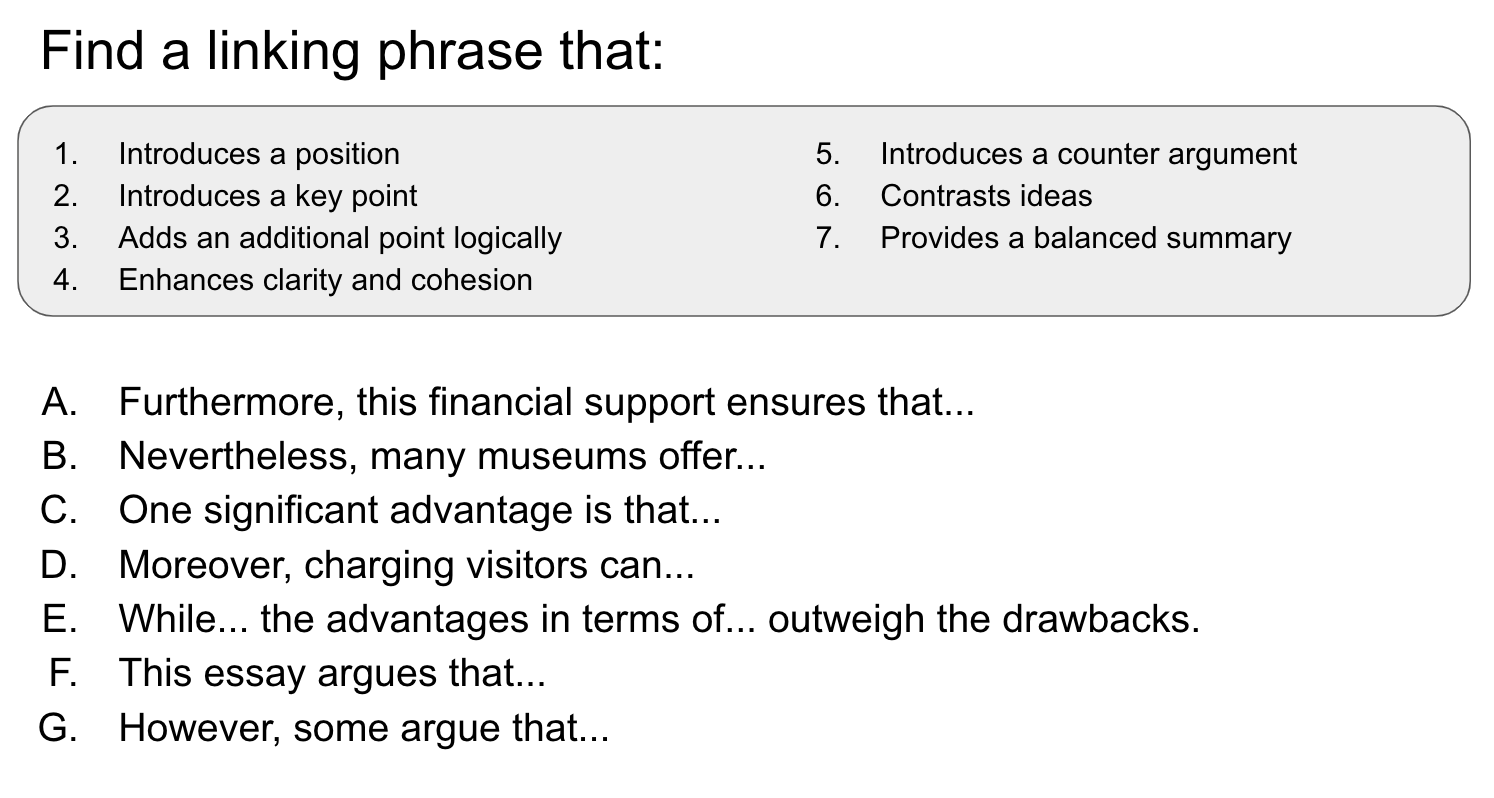 Find a linking phrase that:
1. Introduces a position
2. Introduces a key point
3. Adds an additional point logically
4. Enhances clarity and cohesion
5. Introduces a counter argument
6. Contrasts ideas
7. Provides a balanced summary
A. Furthermore, this financial support ensures that...
B. Nevertheless, many museums offer...
C. One significant advantage is that...
D. Moreover, charging visitors can...
E. While... the advantages in terms of... outweigh the drawbacks.
F. This essay argues that...
G. However, some argue that...